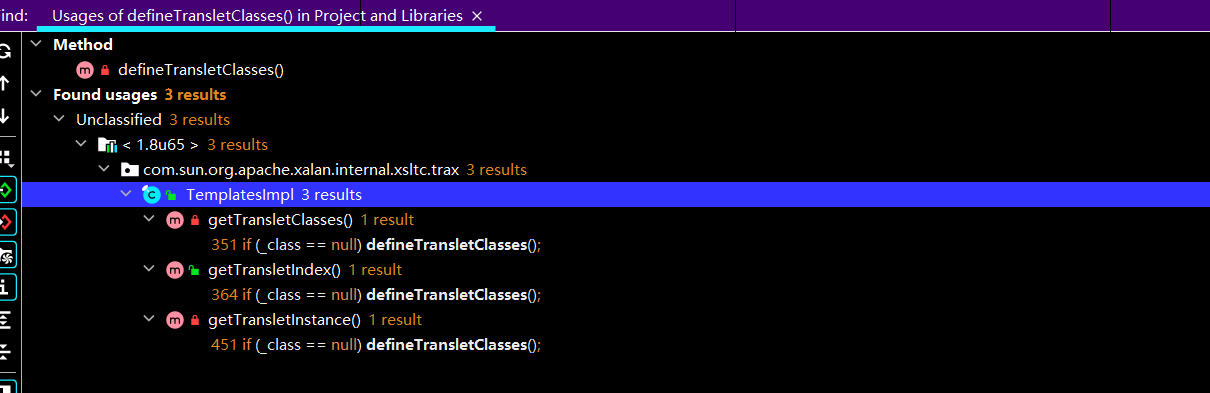 ind: Usages of defineTransletClasses() in Project and Libraries
Method
m defineTransletClasses()
Found usages 3 results
Unclassified 3 results
< 1.8u65 > 3 results
com.sun.org.apache.xalan.internal.xsltc.trax 3 results
C TemplatesImpl 3 results
m getTransletClasses() 1 result
351 if (_class == null) defineTransletClasses();
m getTransletIndex() 1 result
364 if (_class == null) defineTransletClasses();
m getTransletInstance() 1 result
451 if (_class == null) defineTransletClasses();